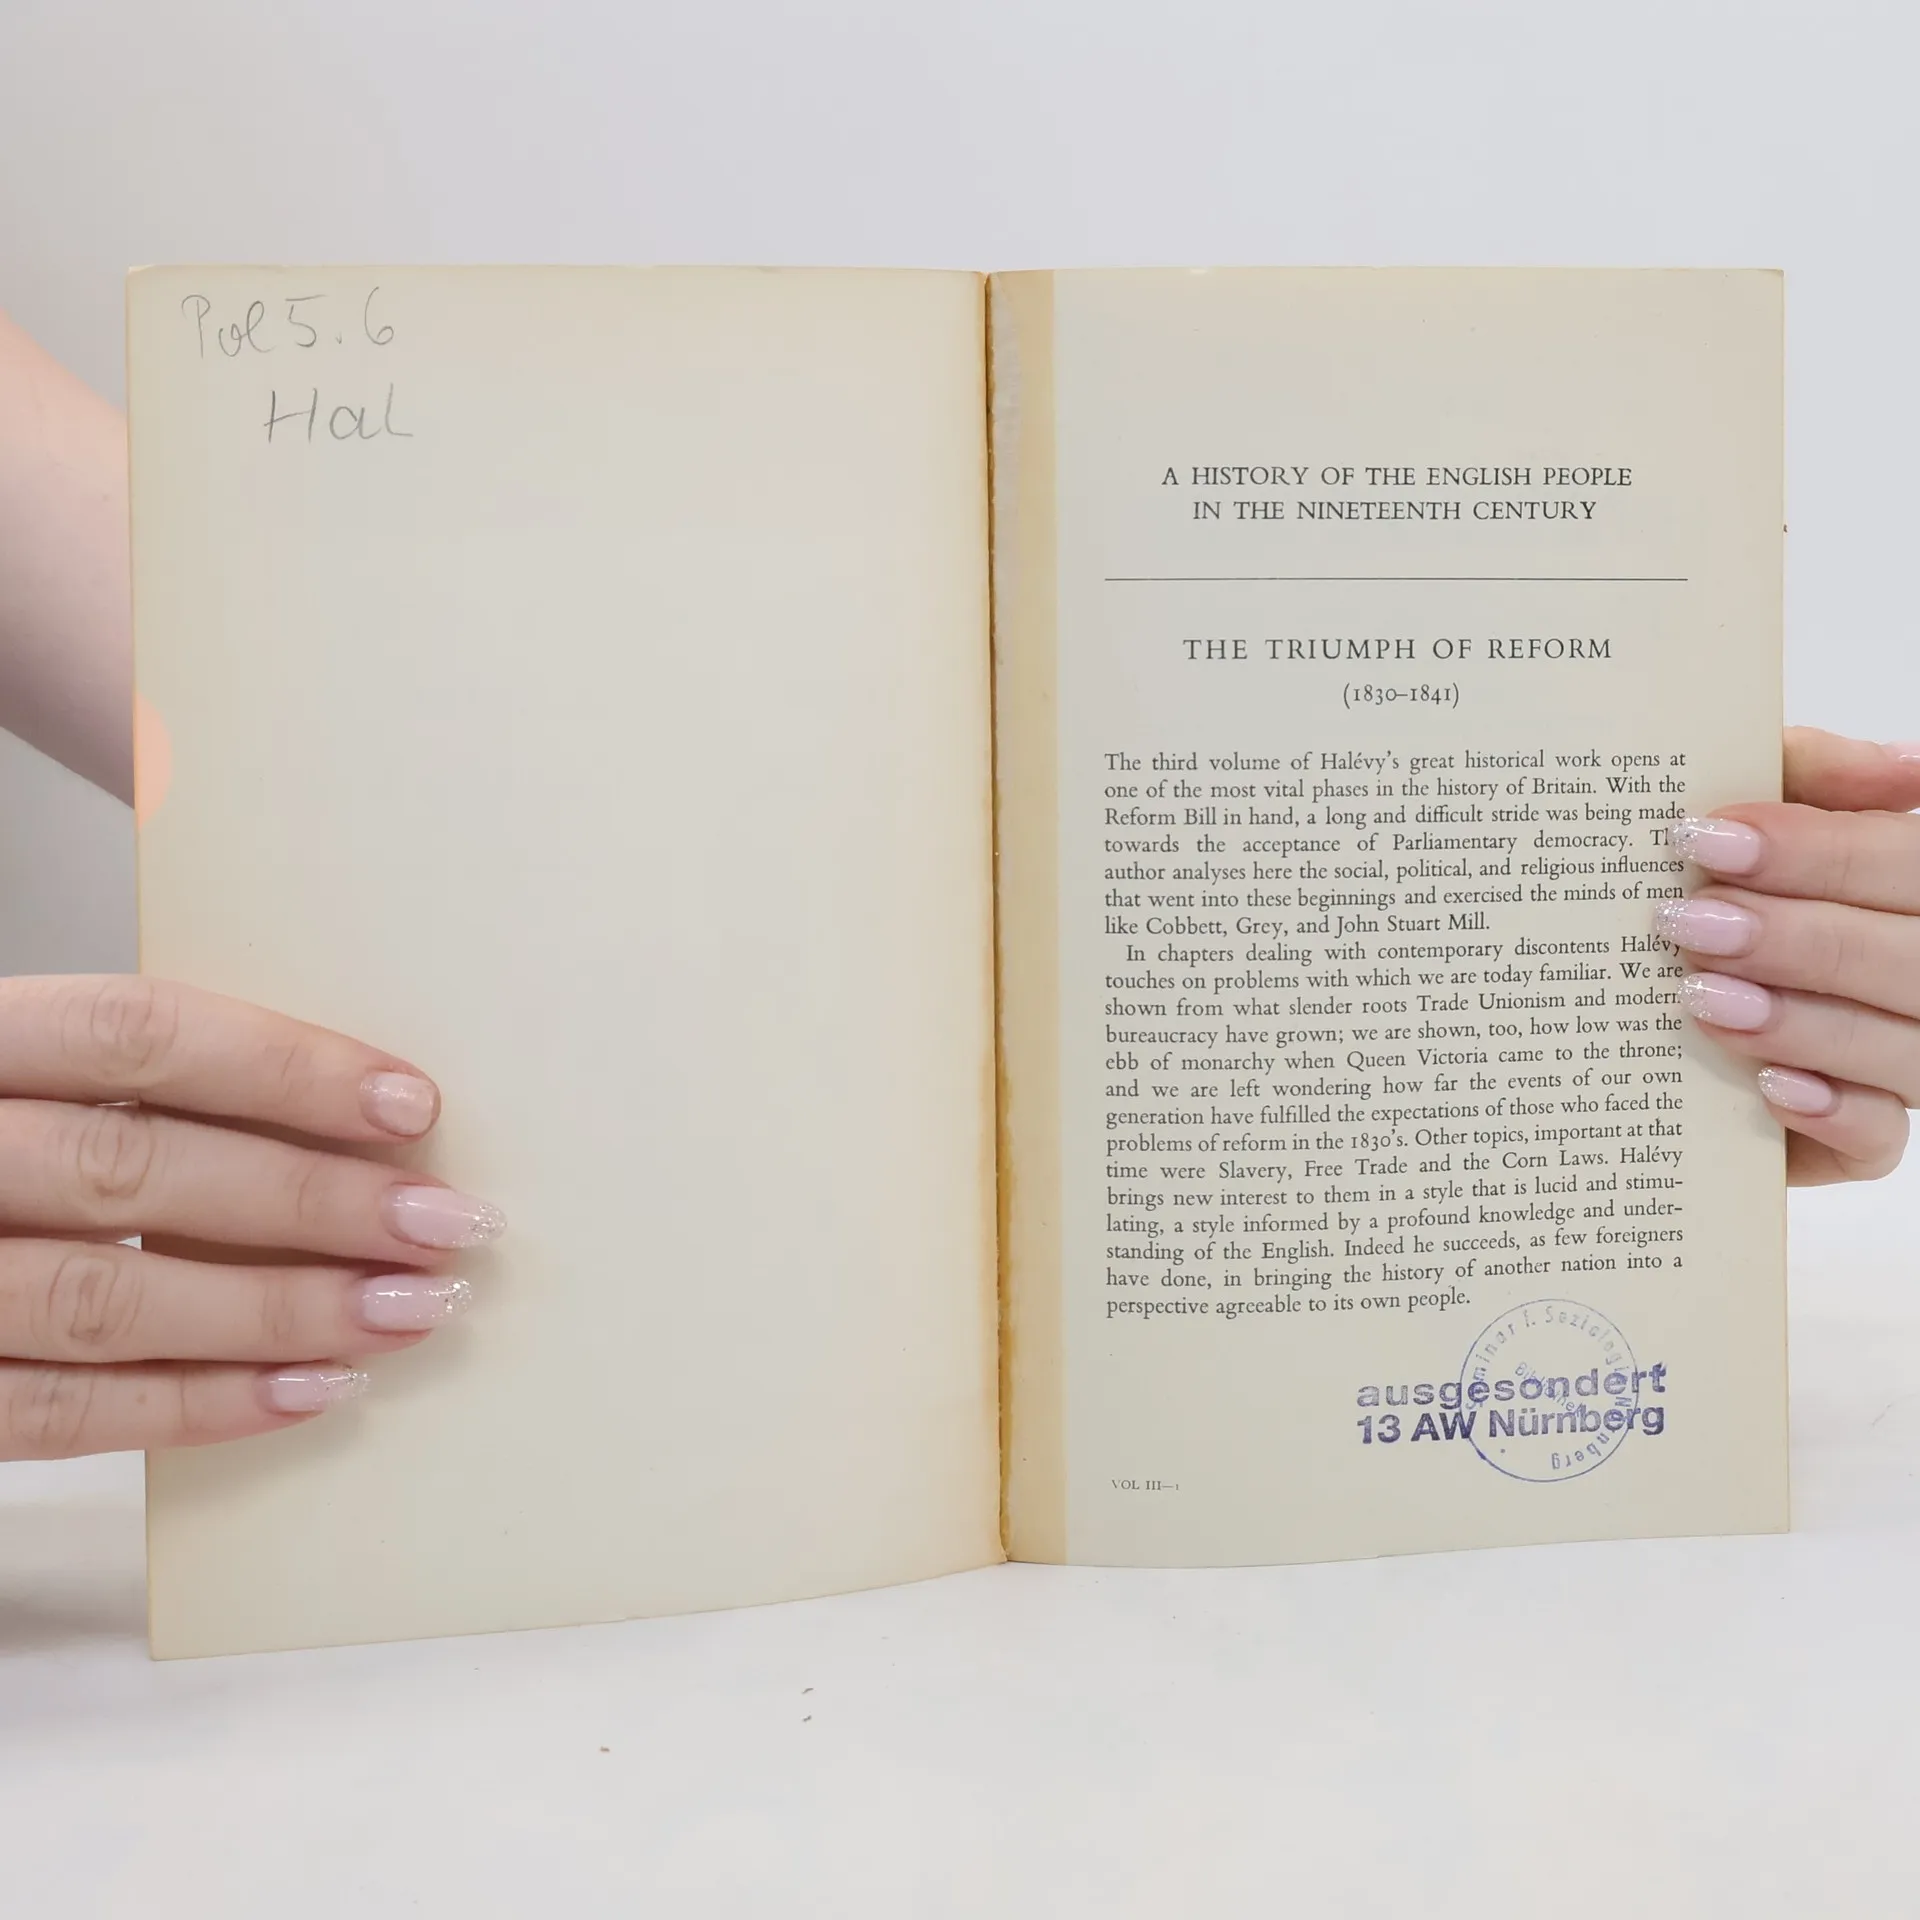 Pol 5.6
Hal
A HISTORY OF THE ENGLISH PEOPLE
IN THE NINETEENTH CENTURY
THE TRIUMPH OF REFORM
(1830–1841)
The third volume of Halévy's great historical work opens at
one of the most vital phases in the history of Britain. With the
Reform Bill in hand, a long and difficult stride was being made
towards the acceptance of Parliamentary democracy.
author analyses here the social, political, and religious influences
that went into these beginnings and exercised the minds of men
like Cobbett, Grey, and John Stuart Mill.
In chapters dealing with contemporary discontents Halévy
touches on problems with which we are today familiar. We are
shown from what slender roots Trade Unionism and modern
bureaucracy have grown; we are shown, too, how low was the
ebb of monarchy when Queen Victoria came to the throne;
and we are left wondering how far the events of our own
generation have fulfilled the expectations of those who faced the
problems of reform in the 1830's. Other topics, important at that
time were Slavery, Free Trade and the Corn Laws. Halévy
brings new interest to them in a style that is lucid and stimu-
lating, a style informed by a profound knowledge and under-
standing of the English. Indeed he succeeds, as few foreigners
have done, in bringing the history of another nation into a
perspective agreeable to its own people.
Seminar f. Soziologie Nürnberg
ausgesondert
13 AW Nürnberg
VOL III—1